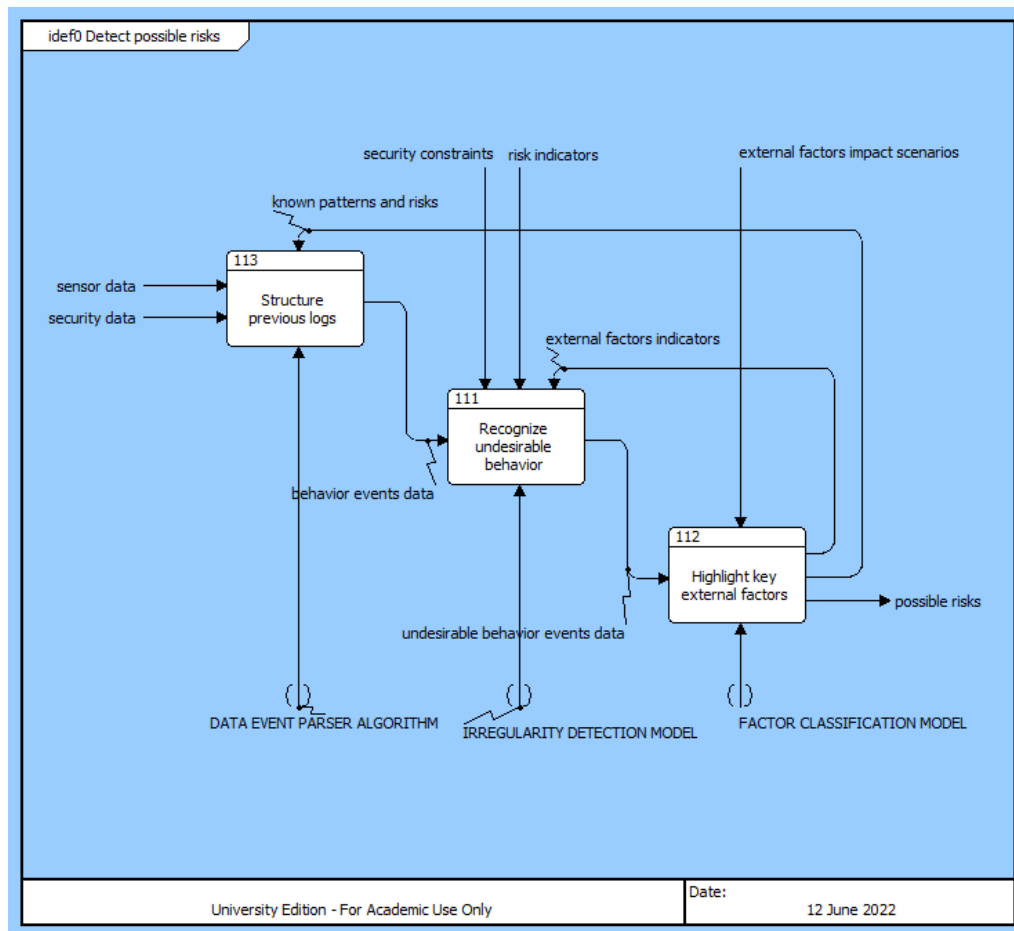 idef0 Detect possible risks
security constraints
risk indicators
external factors impact scenarios
known patterns and risks
113
Structure
previous logs
sensor data
security data
external factors indicators
111
Recognize
undesirable
behavior
behavior events data
112
Highlight key
external factors
possible risks
undesirable behavior events data
DATA EVENT PARSER ALGORITHM
IRREGULARITY DETECTION MODEL
FACTOR CLASSIFICATION MODEL
University Edition - For Academic Use Only
Date:
12 June 2022